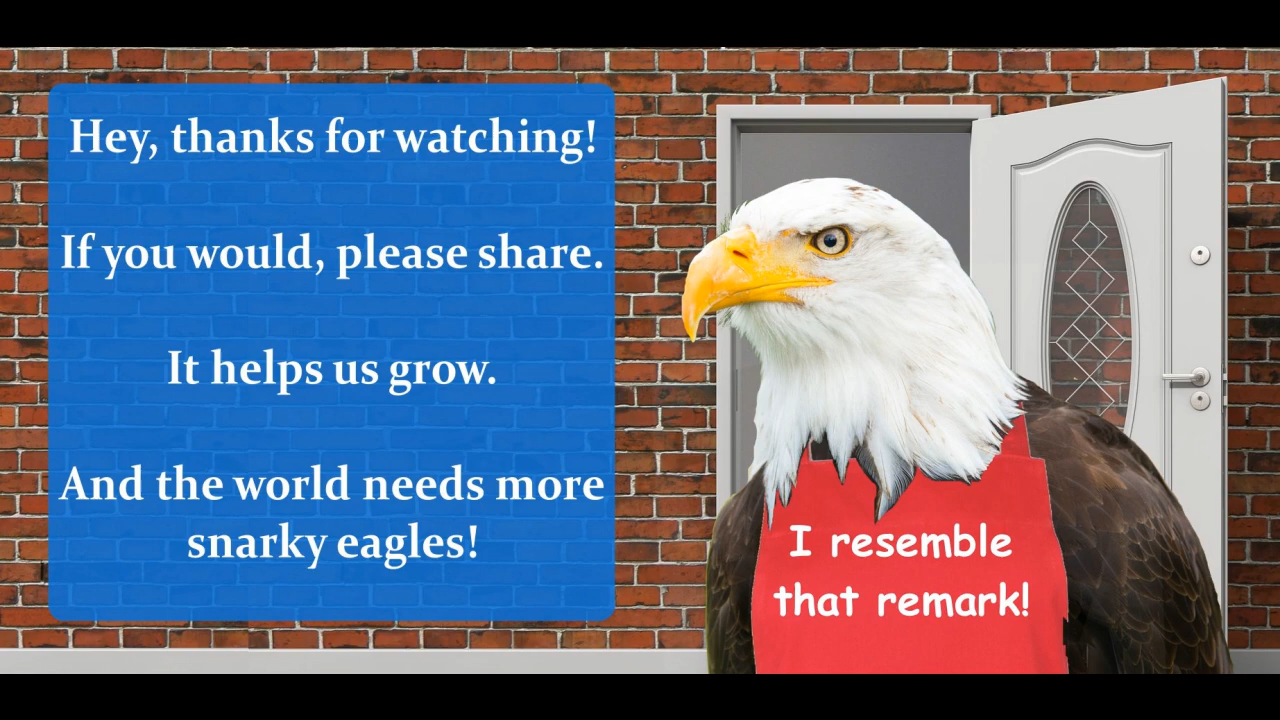 Hey, thanks for watching!
If you would, please share.
It helps us grow.
And the world needs more
snarky eagles!
I resemble
that remark!